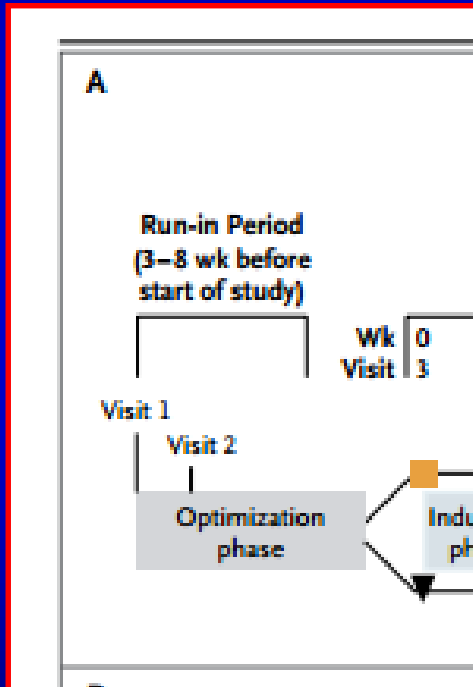 A
Run-in Period
(3–8 wk before
start of study)
Wk 0
Visit 3
Visit 1
Visit 2
Optimization
phase